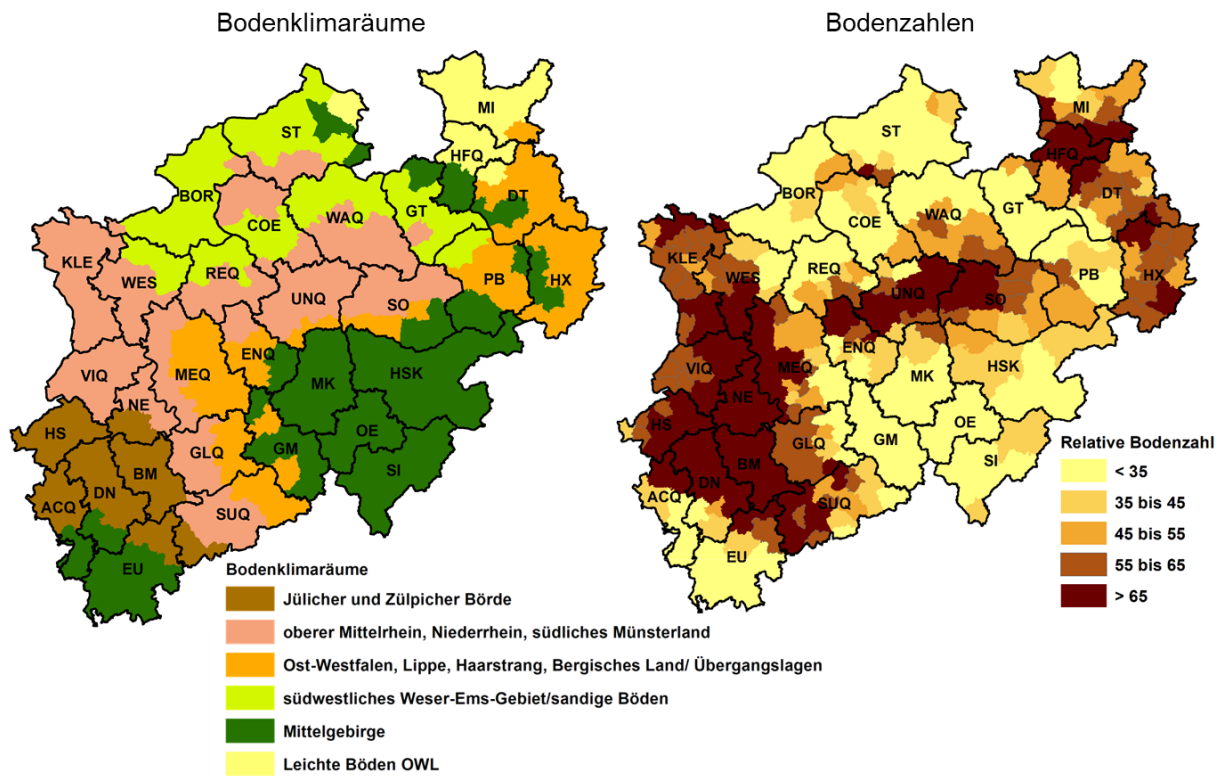 Bodenklimaräume
Bodenzahlen
MI
ST
HFQ
BOR
DT
WAQ
GT
COE
KLE
WES
REQ
PB
HX
UNQ
SO
ENQ
MEQ
MK
HSK
VIQ
NE
OE
HS
GLQ
GM
SI
BM
DN
ACQ
SUQ
EU
Bodenklimaräume
Jülicher und Zülpicher Börde
oberer Mittelrhein, Niederrhein, südliches Münsterland
Ost-Westfalen, Lippe, Haarstrang, Bergisches Land/ Übergangslagen
südwestliches Weser-Ems-Gebiet/sandige Böden
Mittelgebirge
Leichte Böden OWL
MI
ST
HFQ
BOR
DT
WAQ
GT
COE
KLE
WES
REQ
PB
HX
UNQ
SO
ENQ
MEQ
MK
HSK
VIQ
NE
OE
HS
GLQ
GM
SI
BM
DN
ACQ
SUQ
EU
Relative Bodenzahl
< 35
35 bis 45
45 bis 55
55 bis 65
> 65